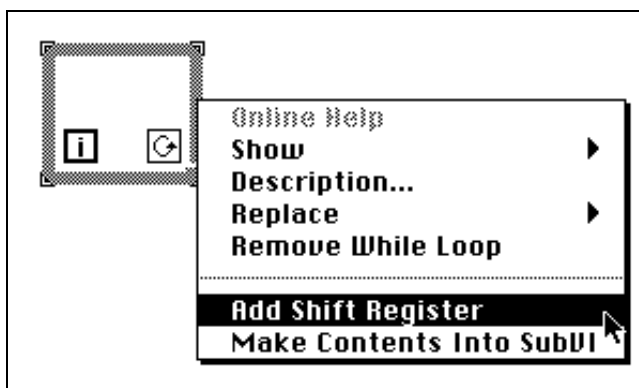 i
Online Help
Show
Description...
Replace
Remove While Loop
Add Shift Register
Make Contents Into SubVI